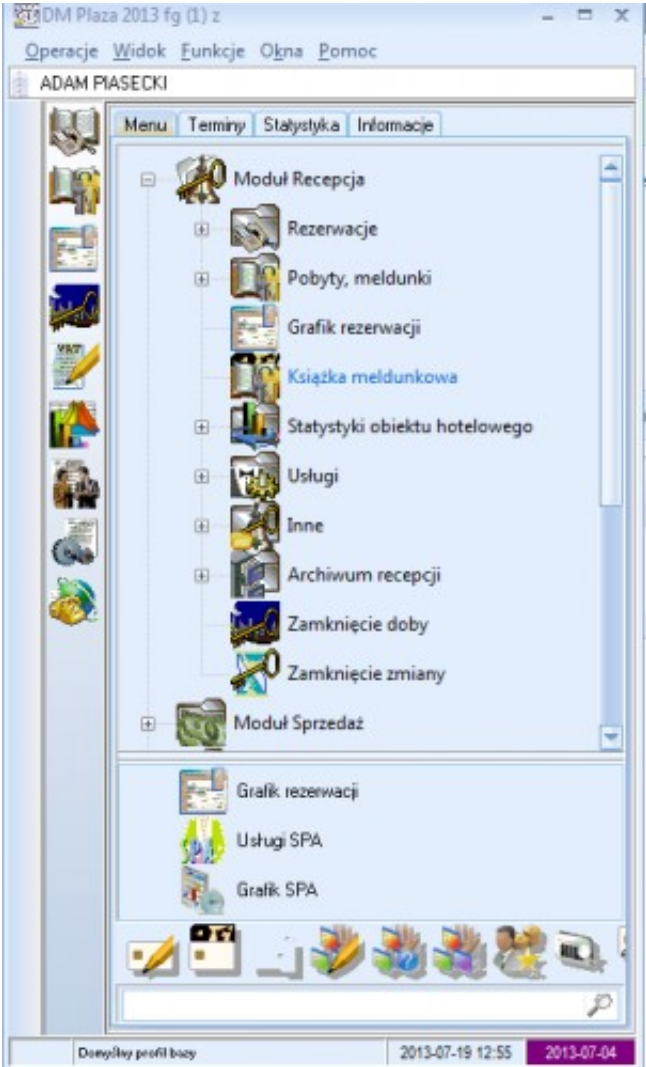 DM Plaza 2013 fg (1) z
Operacje Widok Funkcje Okna Pomoc
ADAM PIASECKI
Menu Terminy Statystyka Informacje
Moduł Recepcja
Rezerwacje
Pobyty, meldunki
Grafik rezerwacji
Książka meldunkowa
Statystyki obiektu hotelowego
Usługi
Inne
Archiwum recepcji
Zamknięcie doby
Zamknięcie zmiany
Moduł Sprzedaż
Grafik rezerwacji
Usługi SPA
Grafik SPA
Domyślny profil bazy 2013-07-19 12:55 2013-07-04